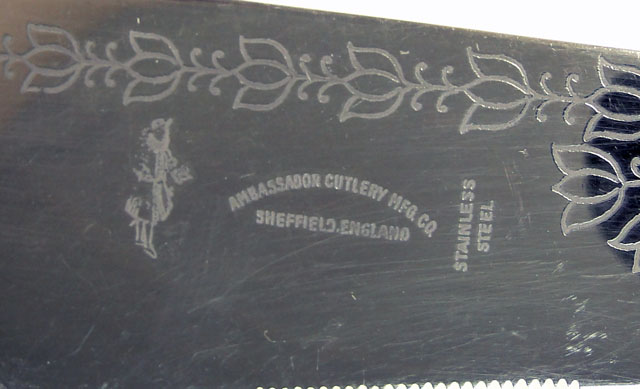 AMBASSADOR CUTLERY MFG. CO.
SHEFFIELD. ENGLAND
STAINLESS
STEEL